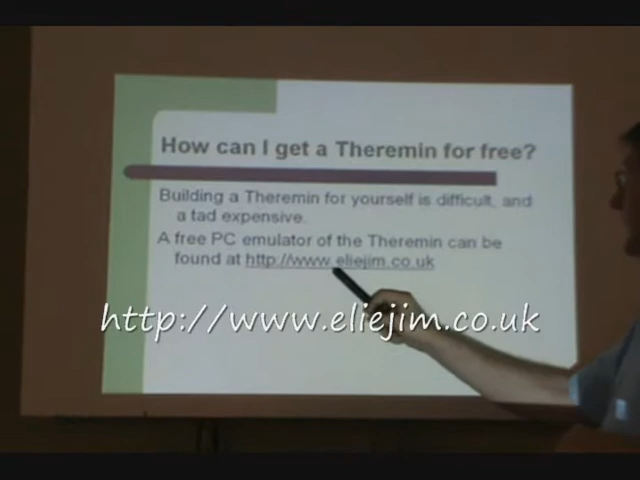 How can I get a Theremin for free?
Building a Theremin for yourself is difficult, and
a tad expensive.
A free PC emulator of the Theremin can be
found at http://www.eliejim.co.uk
http://www.eliejim.co.uk